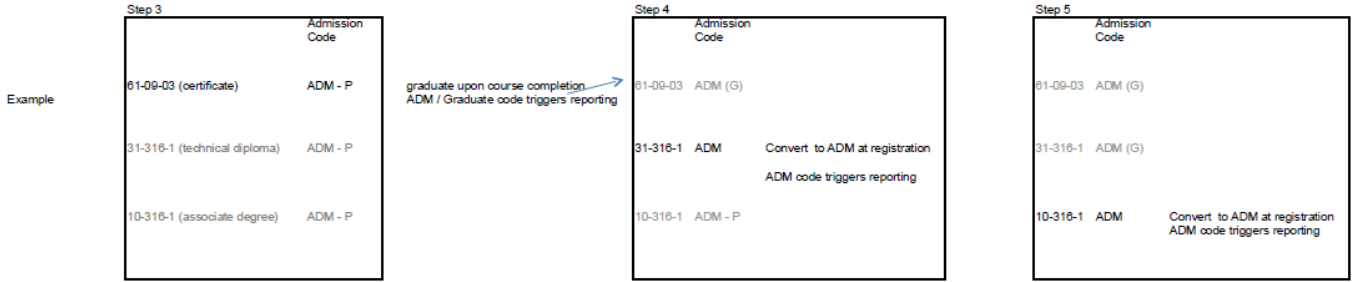 Step 3
Admission
Code
Example
61-09-03 (certificate) ADM - P
31-316-1 (technical diploma) ADM - P
10-316-1 (associate degree) ADM - P
graduate upon course completion
ADM / Graduate code triggers reporting
Step 4
Admission
Code
61-09-03 ADM (G)
31-316-1 ADM Convert to ADM at registration
ADM code triggers reporting
10-316-1 ADM - P
Step 5
Admission
Code
61-09-03 ADM (G)
31-316-1 ADM (G)
10-316-1 ADM Convert to ADM at registration
ADM code triggers reporting